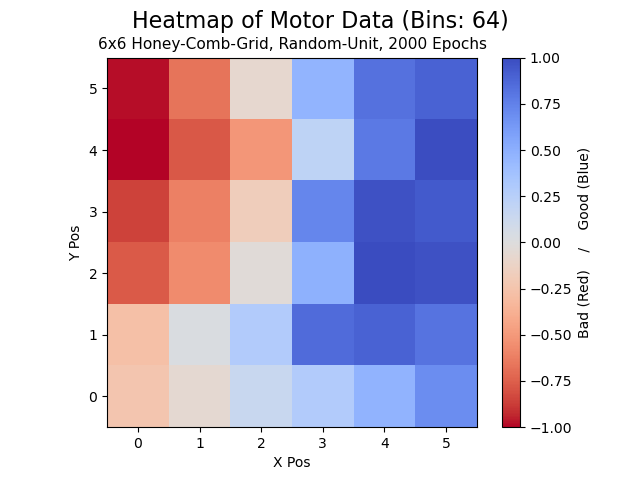 Heatmap of Motor Data (Bins: 64)
6x6 Honey-Comb-Grid, Random-Unit, 2000 Epochs
5
4
3
2
1
0
Y Pos
0 1 2 3 4 5
X Pos
1.00
0.75
0.50
0.25
0.00
−0.25
−0.50
−0.75
−1.00
Bad (Red) / Good (Blue)